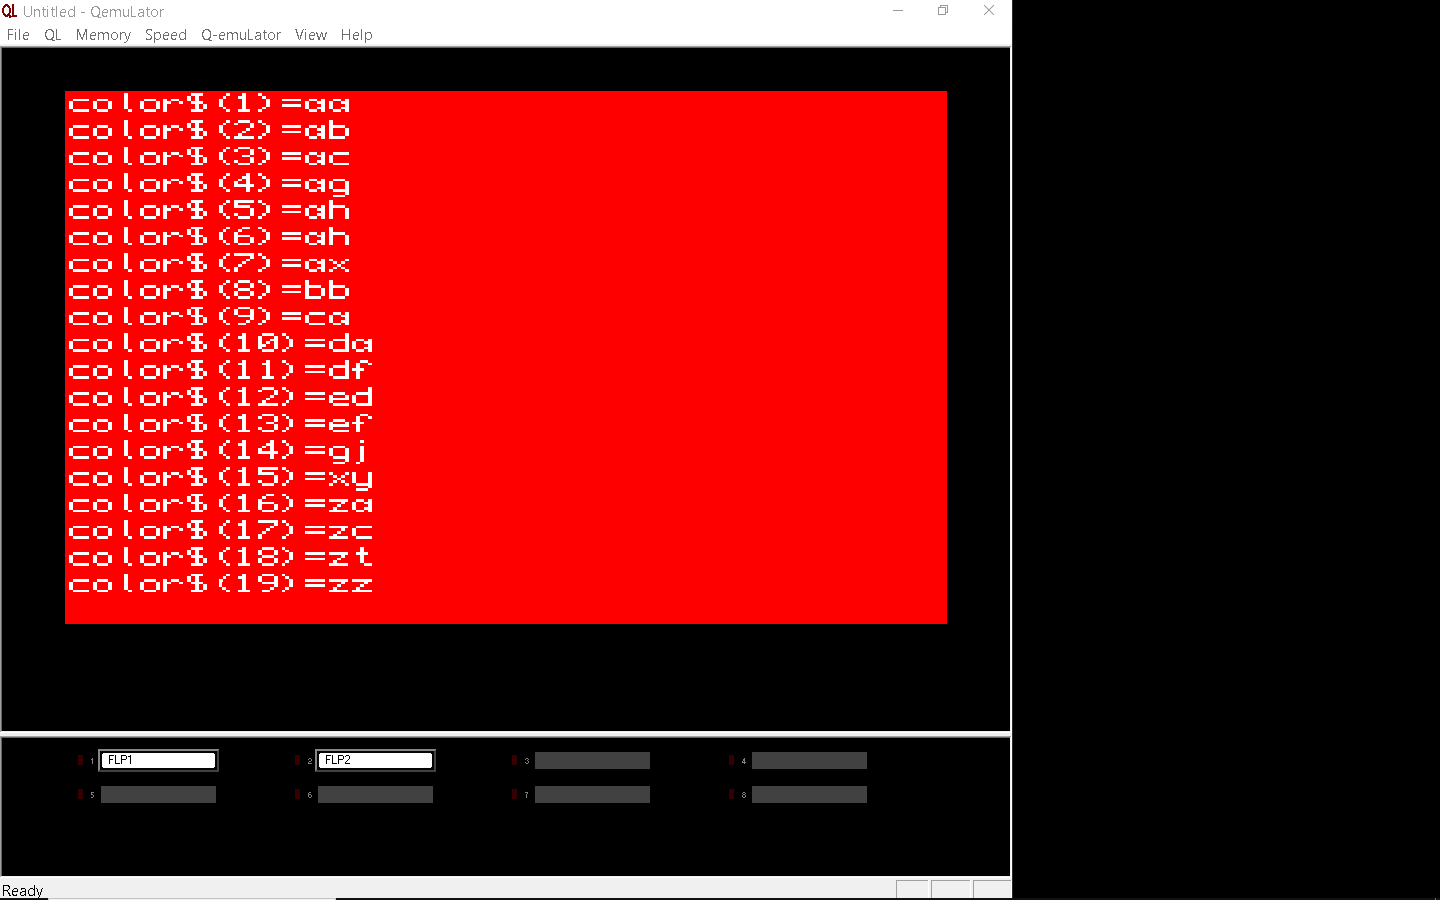 QL Untitled - QemuLator
File QL Memory Speed Q-emuLator View Help
color$(1)=aa
color$(2)=ab
color$(3)=ac
color$(4)=ag
color$(5)=ah
color$(6)=ah
color$(7)=ax
color$(8)=bb
color$(9)=ca
color$(10)=da
color$(11)=df
color$(12)=ed
color$(13)=ef
color$(14)=gj
color$(15)=xy
color$(16)=za
color$(17)=zc
color$(18)=zt
color$(19)=zz
1 FLP1 2 FLP2 3 4
5 6 7 8
Ready